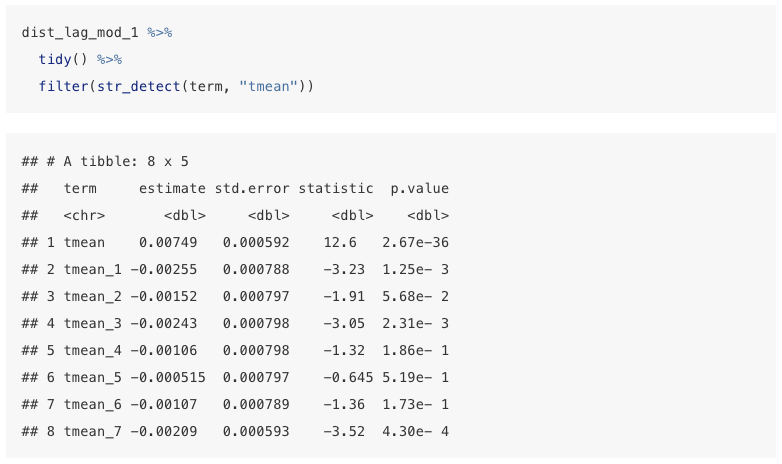 dist_lag_mod_1 %>%
  tidy() %>%
  filter(str_detect(term, "tmean"))
## # A tibble: 8 x 5
##   term     estimate std.error statistic  p.value
##   <chr>       <dbl>     <dbl>     <dbl>    <dbl>
## 1 tmean    0.00749   0.000592    12.6   2.67e-36
## 2 tmean_1 -0.00255   0.000788    -3.23  1.25e- 3
## 3 tmean_2 -0.00152   0.000797    -1.91  5.68e- 2
## 4 tmean_3 -0.00243   0.000798    -3.05  2.31e- 3
## 5 tmean_4 -0.00106   0.000798    -1.32  1.86e- 1
## 6 tmean_5 -0.000515  0.000797    -0.645 5.19e- 1
## 7 tmean_6 -0.00107   0.000789    -1.36  1.73e- 1
## 8 tmean_7 -0.00209   0.000593    -3.52  4.30e- 4